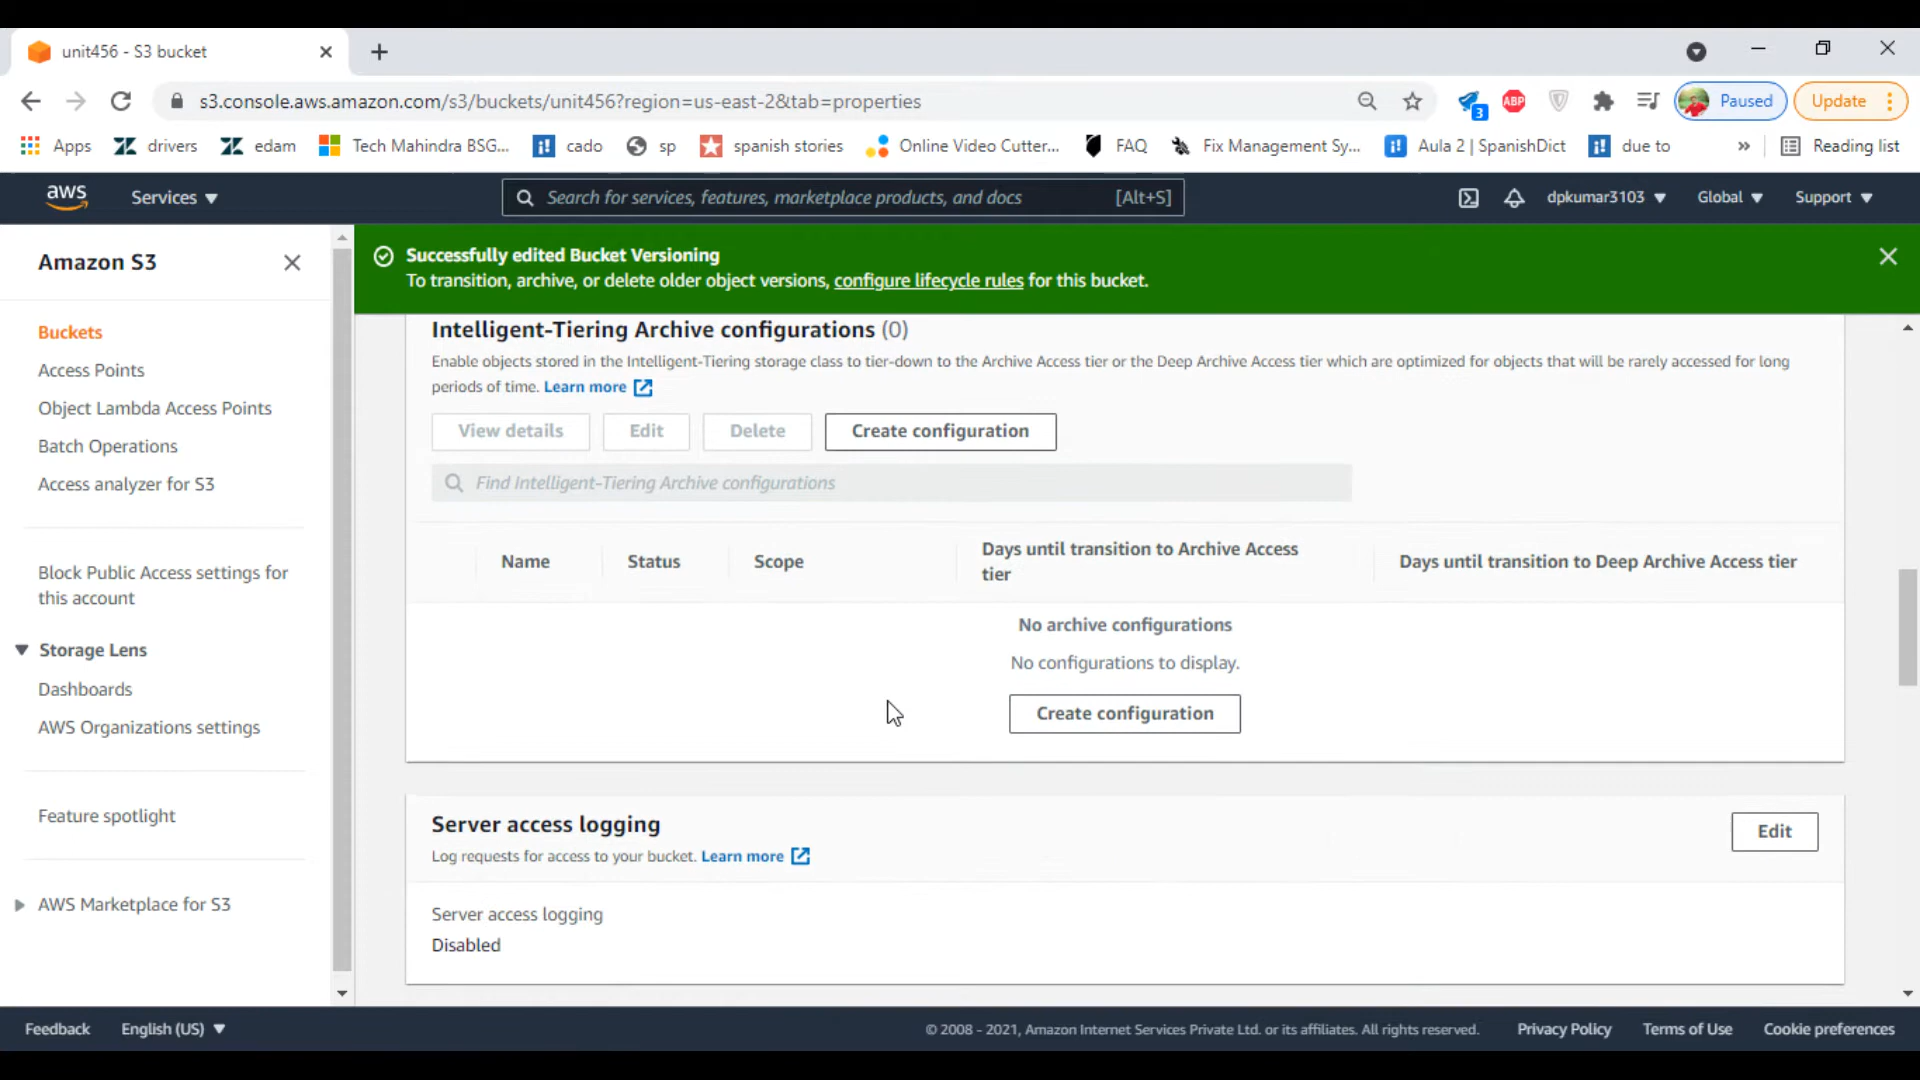 unit456 - S3 bucket
s3.console.aws.amazon.com/s3/buckets/unit456?region=us-east-2&tab=properties
3
ABP
Paused
Update
Apps
drivers
edam
Tech Mahindra BSG...
cado
sp
spanish stories
Online Video Cutter...
FAQ
Fix Management Sy...
Aula 2 | SpanishDict
due to
»
Reading list
aws
Services
Search for services, features, marketplace products, and docs
[Alt+S]
dpkumar3103
Global
Support
Amazon S3
Buckets
Access Points
Object Lambda Access Points
Batch Operations
Access analyzer for S3
Block Public Access settings for
this account
Storage Lens
Dashboards
AWS Organizations settings
Feature spotlight
AWS Marketplace for S3
Successfully edited Bucket Versioning
To transition, archive, or delete older object versions, configure lifecycle rules for this bucket.
Intelligent-Tiering Archive configurations (0)
Enable objects stored in the Intelligent-Tiering storage class to tier-down to the Archive Access tier or the Deep Archive Access tier which are optimized for objects that will be rarely accessed for long
periods of time. Learn more
View details
Edit
Delete
Create configuration
Find Intelligent-Tiering Archive configurations
Name
Status
Scope
Days until transition to Archive Access
tier
Days until transition to Deep Archive Access tier
No archive configurations
No configurations to display.
Create configuration
Server access logging
Edit
Log requests for access to your bucket. Learn more
Server access logging
Disabled
Feedback
English (US)
© 2008 - 2021, Amazon Internet Services Private Ltd. or its affiliates. All rights reserved.
Privacy Policy
Terms of Use
Cookie preferences